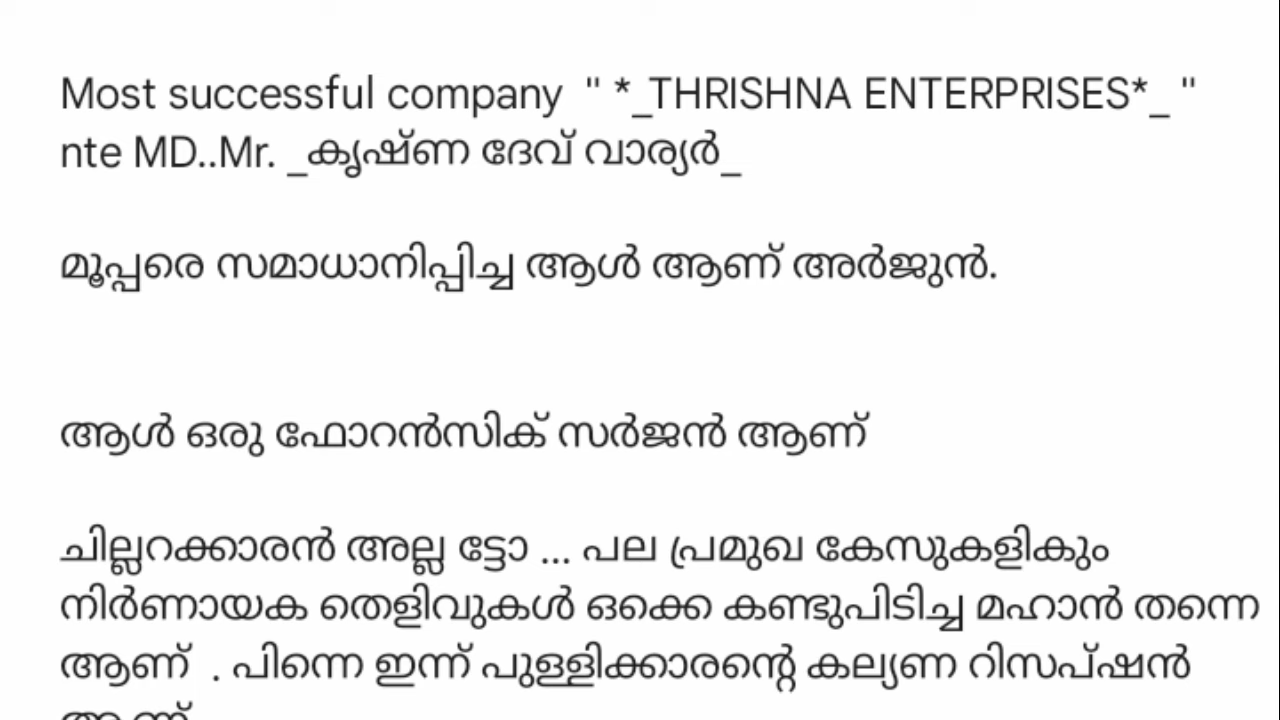 Most successful company  " *_THRISHNA ENTERPRISES*_ "
nte MD..Mr. _കൃഷ്ണ ദേവ് വാര്യർ_
മൂപ്പരെ സമാധാനിപ്പിച്ച ആൾ ആണ് അർജുൻ.
ആൾ ഒരു ഫോറൻസിക് സർജൻ ആണ്
ചില്ലറക്കാരൻ അല്ല ട്ടോ ... പല പ്രമുഖ കേസുകളികും
നിർണായക തെളിവുകൾ ഒക്കെ കണ്ടുപിടിച്ച മഹാൻ തന്നെ
ആണ്  . പിന്നെ ഇന്ന് പുള്ളിക്കാരന്റെ കല്യണ റിസപ്ഷൻ
ആണ്